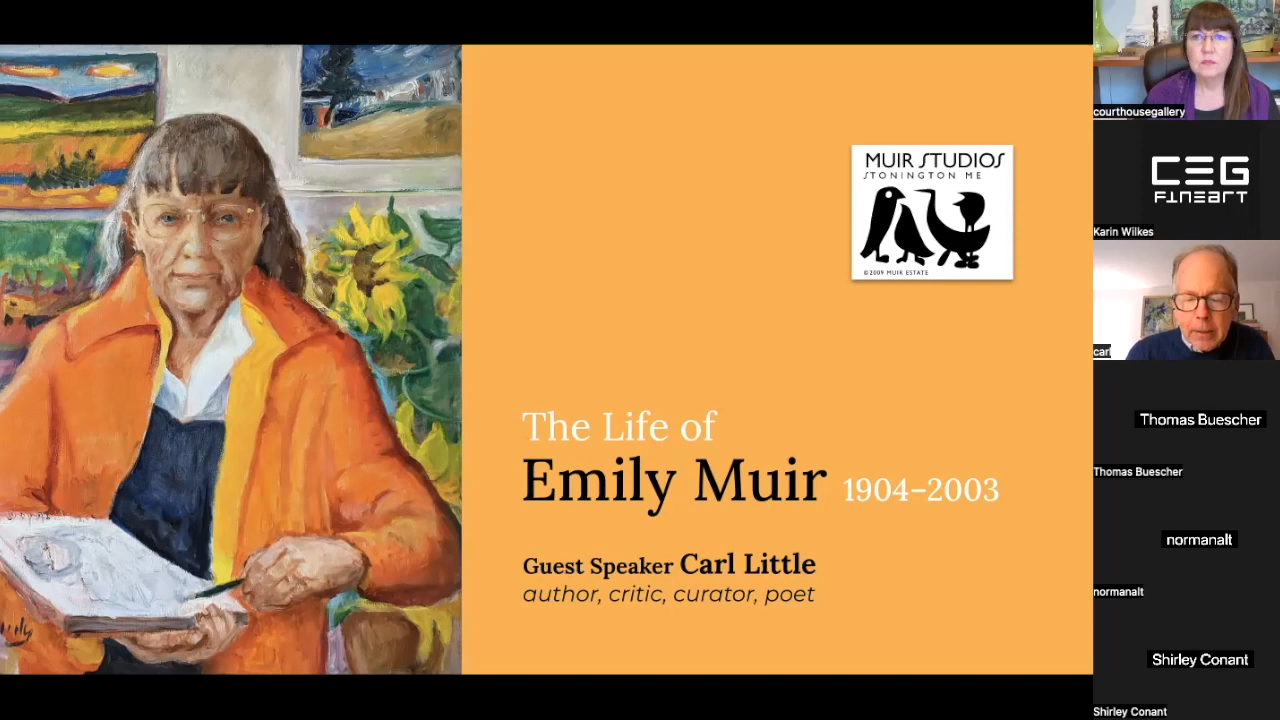 MUIR STUDIOS
STONINGTON ME
©2009 MUIR ESTATE
The Life of
Emily Muir 1904–2003
Guest Speaker Carl Little
author, critic, curator, poet
courthousegallery
CEG
FINEART
Karin Wilkes
carl
Thomas Buescher
Thomas Buescher
normanalt
normanalt
Shirley Conant
Shirley Conant